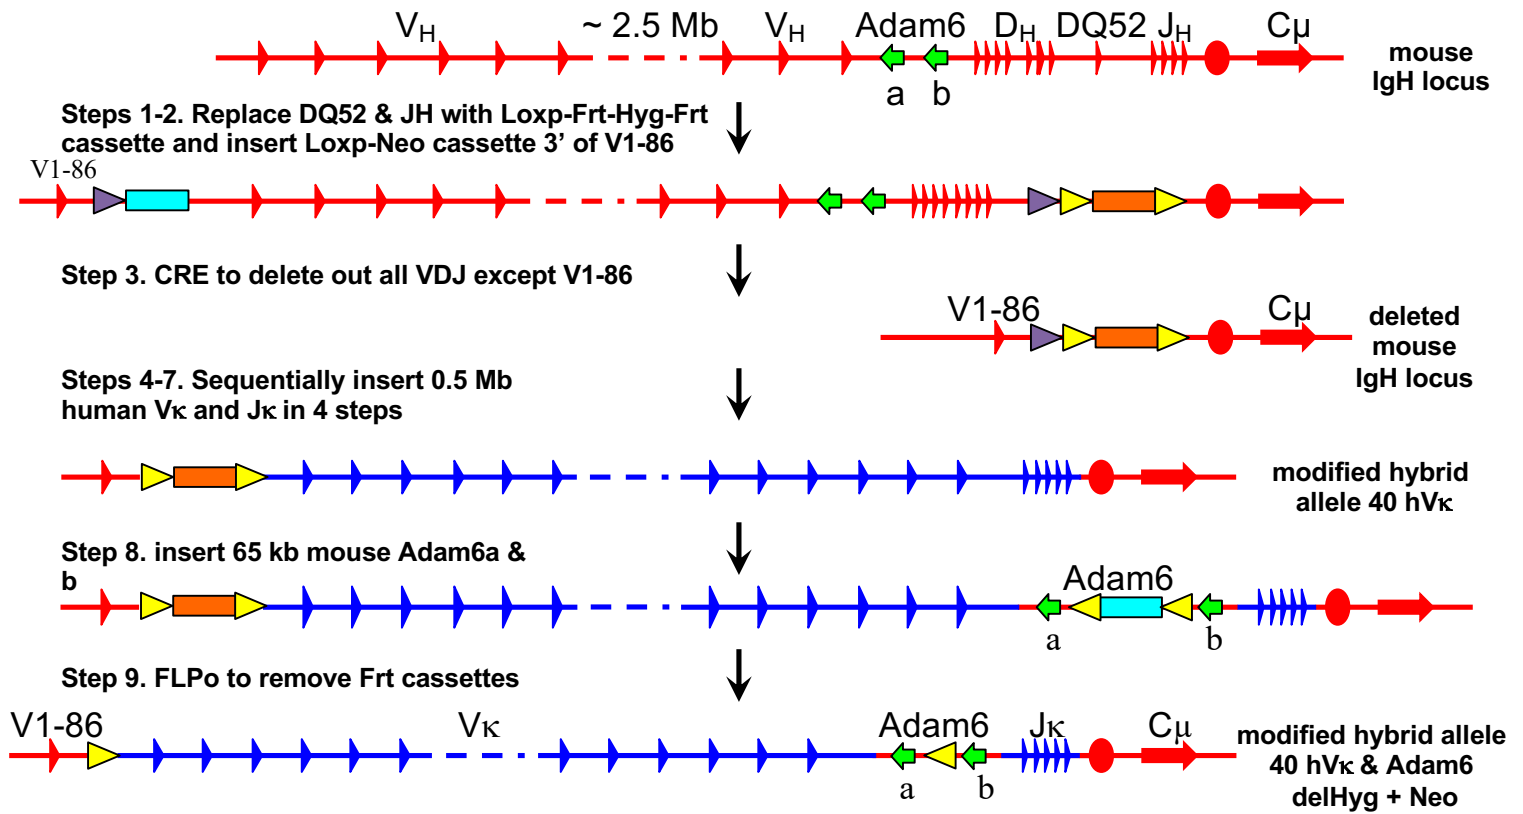 V_H ~ 2.5 Mb V_H Adam6 D_H DQ52 J_H Cμ
mouse
IgH locus
a b
Steps 1-2. Replace DQ52 & JH with Loxp-Frt-Hyg-Frt
cassette and insert Loxp-Neo cassette 3’ of V1-86
V1-86
Step 3. CRE to delete out all VDJ except V1-86
V1-86 Cμ
deleted
mouse
IgH locus
Steps 4-7. Sequentially insert 0.5 Mb
human Vκ and Jκ in 4 steps
modified hybrid
allele 40 hVκ
Step 8. insert 65 kb mouse Adam6a &
b
Adam6
a b
Step 9. FLPo to remove Frt cassettes
V1-86 Vκ Adam6 Jκ Cμ
a b
modified hybrid allele
40 hVκ & Adam6
delHyg + Neo